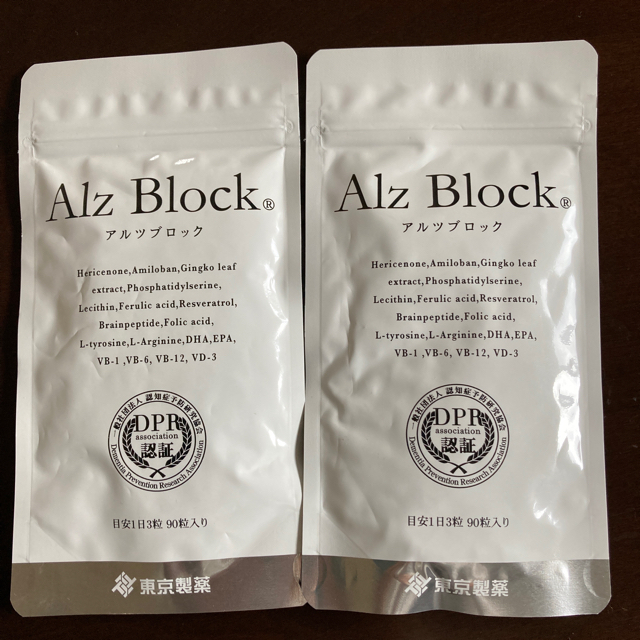 Alz Block®
アルツブロック
Hericenone,Amiloban,Gingko leaf
extract,Phosphatidylserine,
Lecithin,Ferulic acid,Resveratrol,
Brainpeptide,Folic acid,
L-tyrosine,L-Arginine,DHA,EPA,
VB-1 ,VB-6, VB-12, VD-3
一般社団法人 認知症予防研究協会
DPR
association
認証
Dementia Prevention Research Association
目安1日3粒 90粒入り
東京製薬
Alz Block®
アルツブロック
Hericenone,Amiloban,Gingko leaf
extract,Phosphatidylserine,
Lecithin,Ferulic acid,Resveratrol,
Brainpeptide,Folic acid,
L-tyrosine,L-Arginine,DHA,EPA,
VB-1 ,VB-6, VB-12, VD-3
一般社団法人 認知症予防研究協会
DPR
association
認証
Dementia Prevention Research Association
目安1日3粒 90粒入り
東京製薬